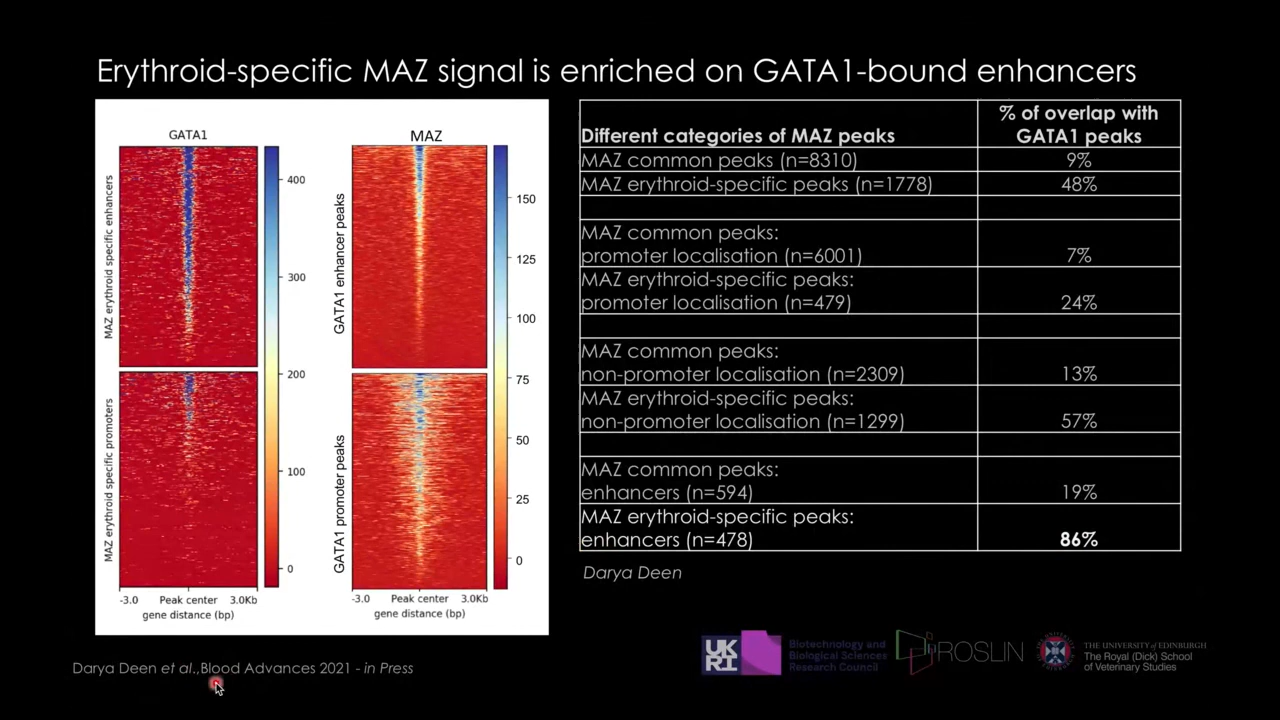 Erythroid-specific MAZ signal is enriched on GATA1-bound enhancers
GATA1
MAZ
MAZ erythroid specific enhancers
MAZ erythroid specific promoters
400
300
200
100
0
GATA1 enhancer peaks
GATA1 promoter peaks
150
125
100
75
50
25
0
-3.0 Peak center 3.0Kb
gene distance (bp)
-3.0 Peak center 3.0Kb
gene distance (bp)
Different categories of MAZ peaks
% of overlap with
GATA1 peaks
MAZ common peaks (n=8310) 9%
MAZ erythroid-specific peaks (n=1778) 48%
MAZ common peaks:
promoter localisation (n=6001) 7%
MAZ erythroid-specific peaks:
promoter localisation (n=479) 24%
MAZ common peaks:
non-promoter localisation (n=2309) 13%
MAZ erythroid-specific peaks:
non-promoter localisation (n=1299) 57%
MAZ common peaks:
enhancers (n=594) 19%
MAZ erythroid-specific peaks:
enhancers (n=478) 86%
Darya Deen
Darya Deen et al.,Blood Advances 2021 - in Press
UK
RI
Biotechnology and
Biological Sciences
Research Council
ROSLIN
THE UNIVERSITY of EDINBURGH
The Royal (Dick) School
of Veterinary Studies